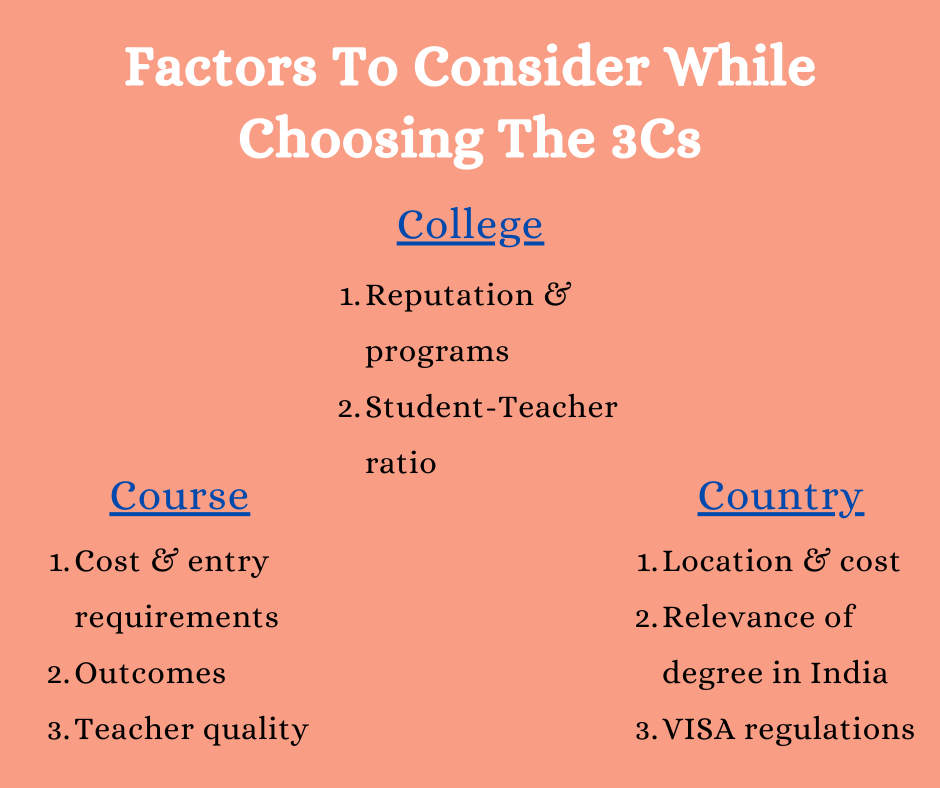 Factors To Consider While
Choosing The 3Cs
College
1. Reputation &
programs
2. Student-Teacher
ratio
Course
1. Cost & entry
requirements
2. Outcomes
3. Teacher quality
Country
1. Location & cost
2. Relevance of
degree in India
3. VISA regulations